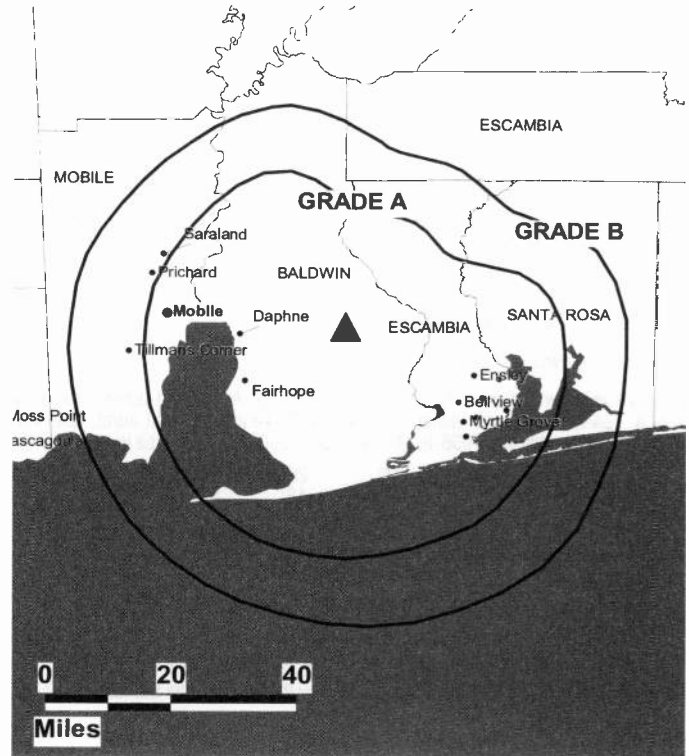 ESCAMBIA
MOBILE
GRADE A
GRADE B
Saraland
Prichard
BALDWIN
Mobile
Daphne
ESCAMBIA
SANTA ROSA
Tillmans Corner
Ensley
Fairhope
Bellview
Moss Point
Myrtle Grove
ascagoula
0 20 40
Miles